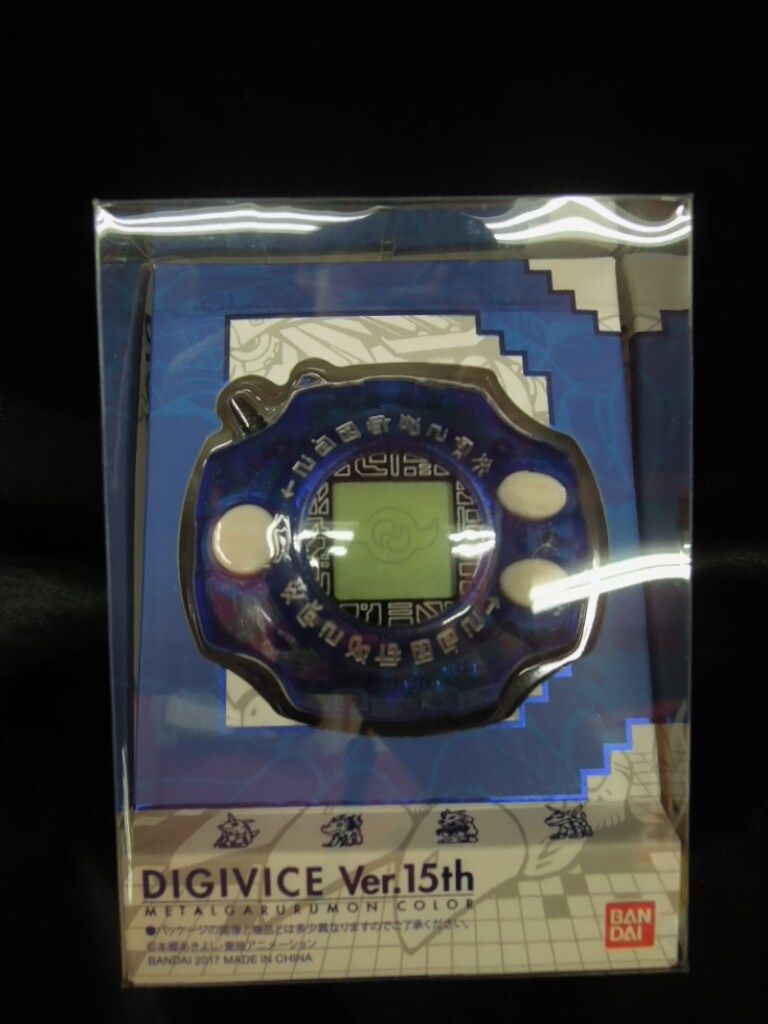 DIGIVICE Ver.15th
METALGARURUMON COLOR
●パッケージの画像と商品とは多少異なりますのでご了承ください。
©本郷あきよし・東映アニメーション
BANDAI 2017 MADE IN CHINA
BAN
DAI